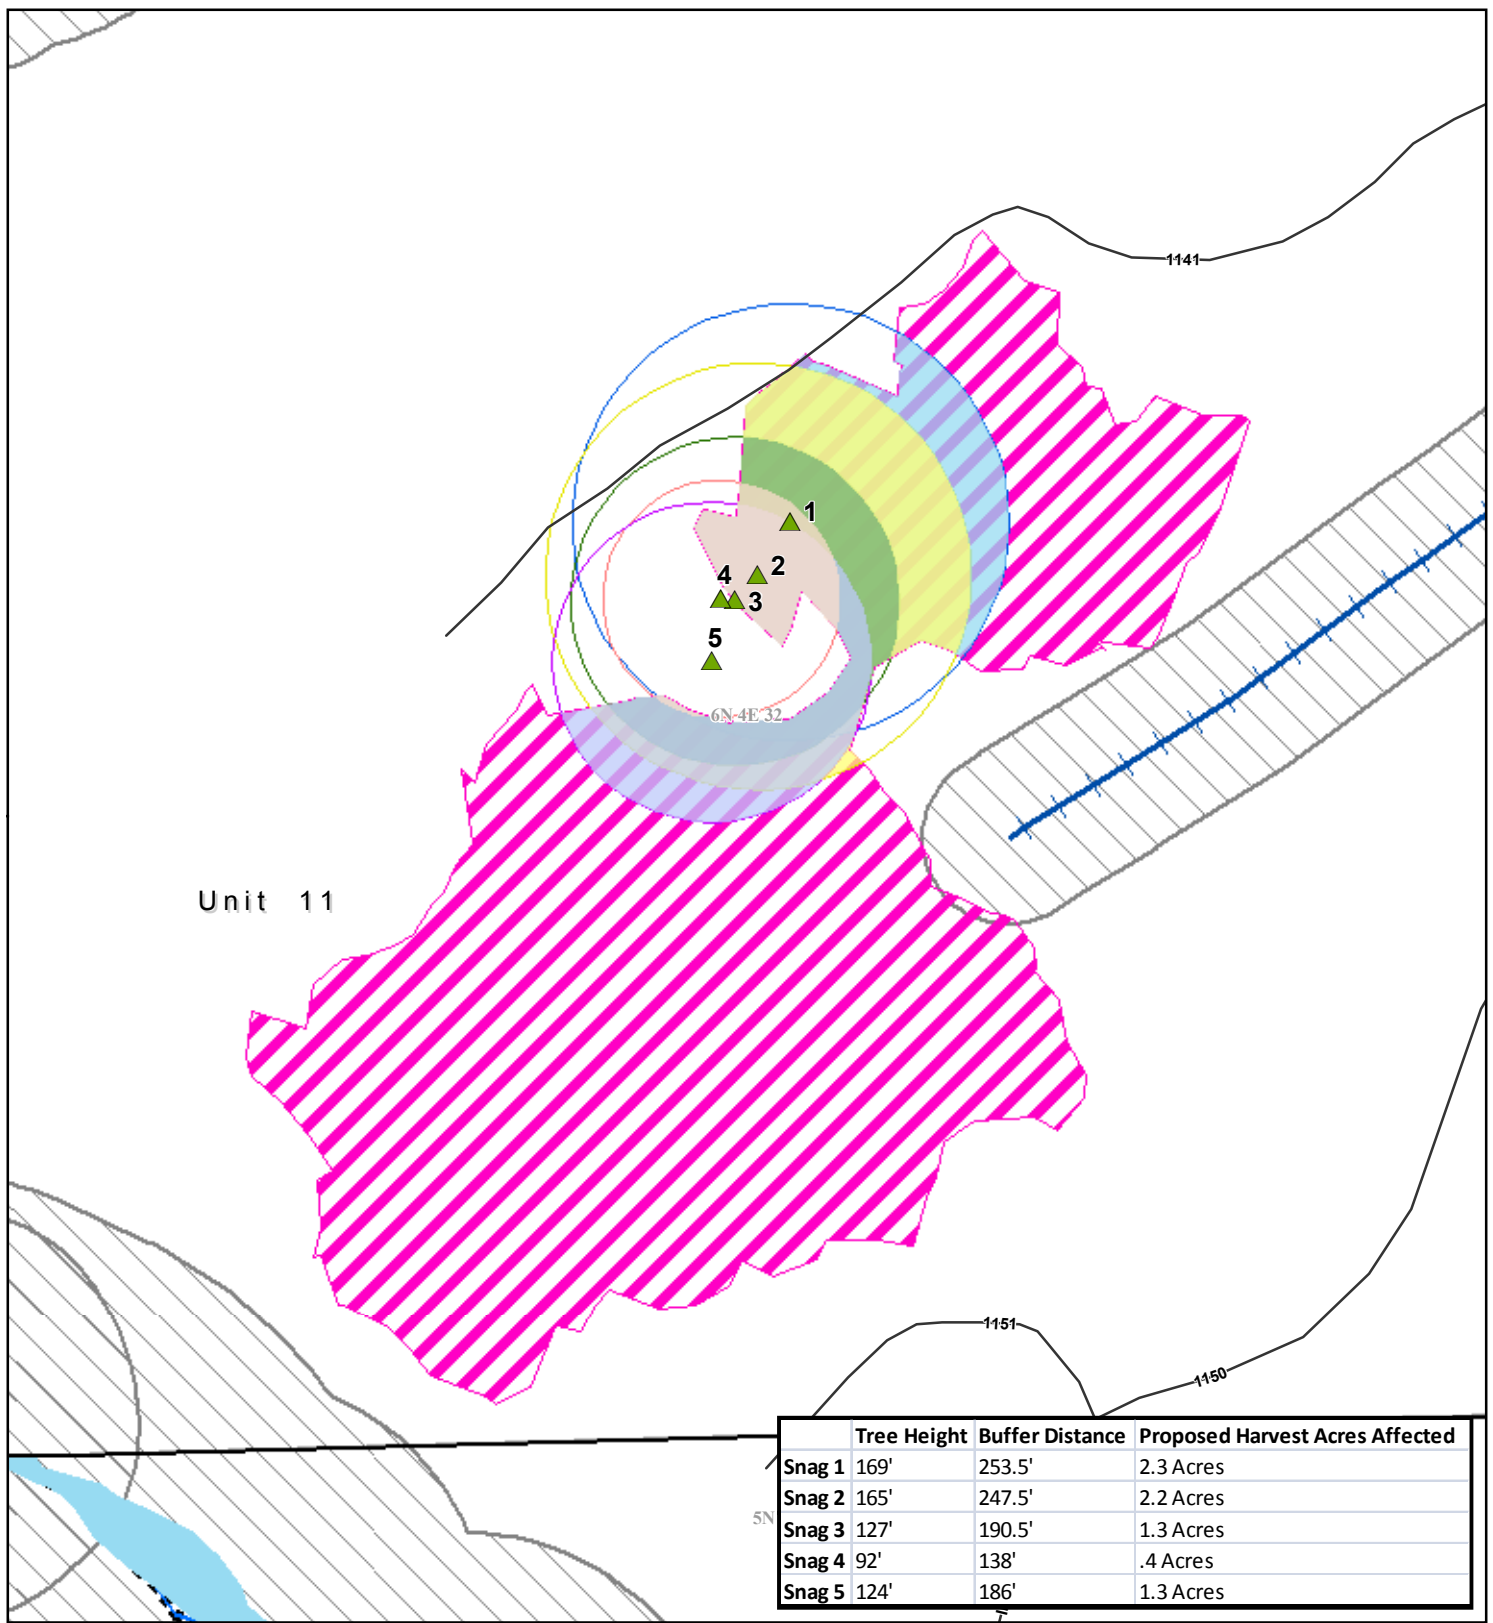 1141
1
2
4
3
5
6N 4E 32
Unit 11
1151
1150
5N
Tree Height Buffer Distance Proposed Harvest Acres Affected
Snag 1 169' 253.5' 2.3 Acres
Snag 2 165' 247.5' 2.2 Acres
Snag 3 127' 190.5' 1.3 Acres
Snag 4 92' 138' .4 Acres
Snag 5 124' 186' 1.3 Acres